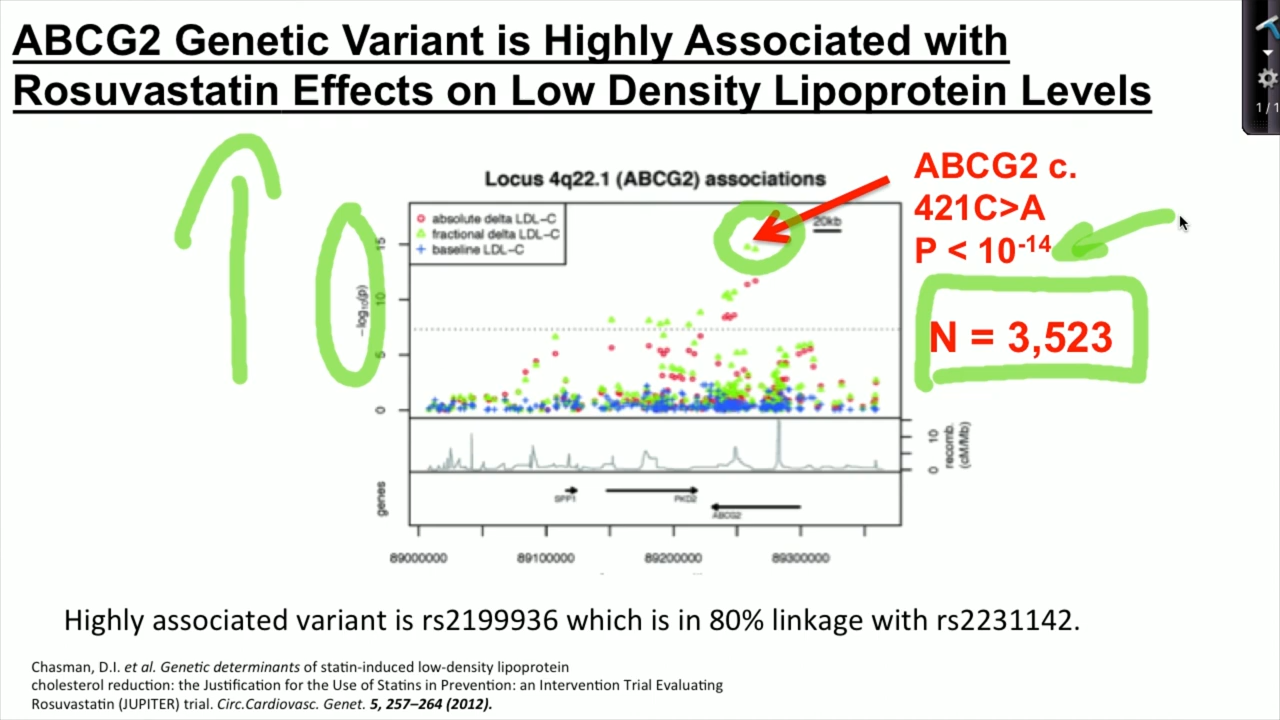 ABCG2 Genetic Variant is Highly Associated with
Rosuvastatin Effects on Low Density Lipoprotein Levels
1/1
Locus 4q22.1 (ABCG2) associations
absolute delta LDL-C
fractional delta LDL-C
baseline LDL-C
20kb
ABCG2 c.
421C>A
P < 10⁻¹⁴
N = 3,523
-log₁₀(p)
15
10
5
0
10
0
recomb.
(cM/Mb)
genes
SPP1
PKD2
ABCG2
89000000 89100000 89200000 89300000
Highly associated variant is rs2199936 which is in 80% linkage with rs2231142.
Chasman, D.I. et al. Genetic determinants of statin-induced low-density lipoprotein
cholesterol reduction: the Justification for the Use of Statins in Prevention: an Intervention Trial Evaluating
Rosuvastatin (JUPITER) trial. Circ.Cardiovasc. Genet. 5, 257–264 (2012).